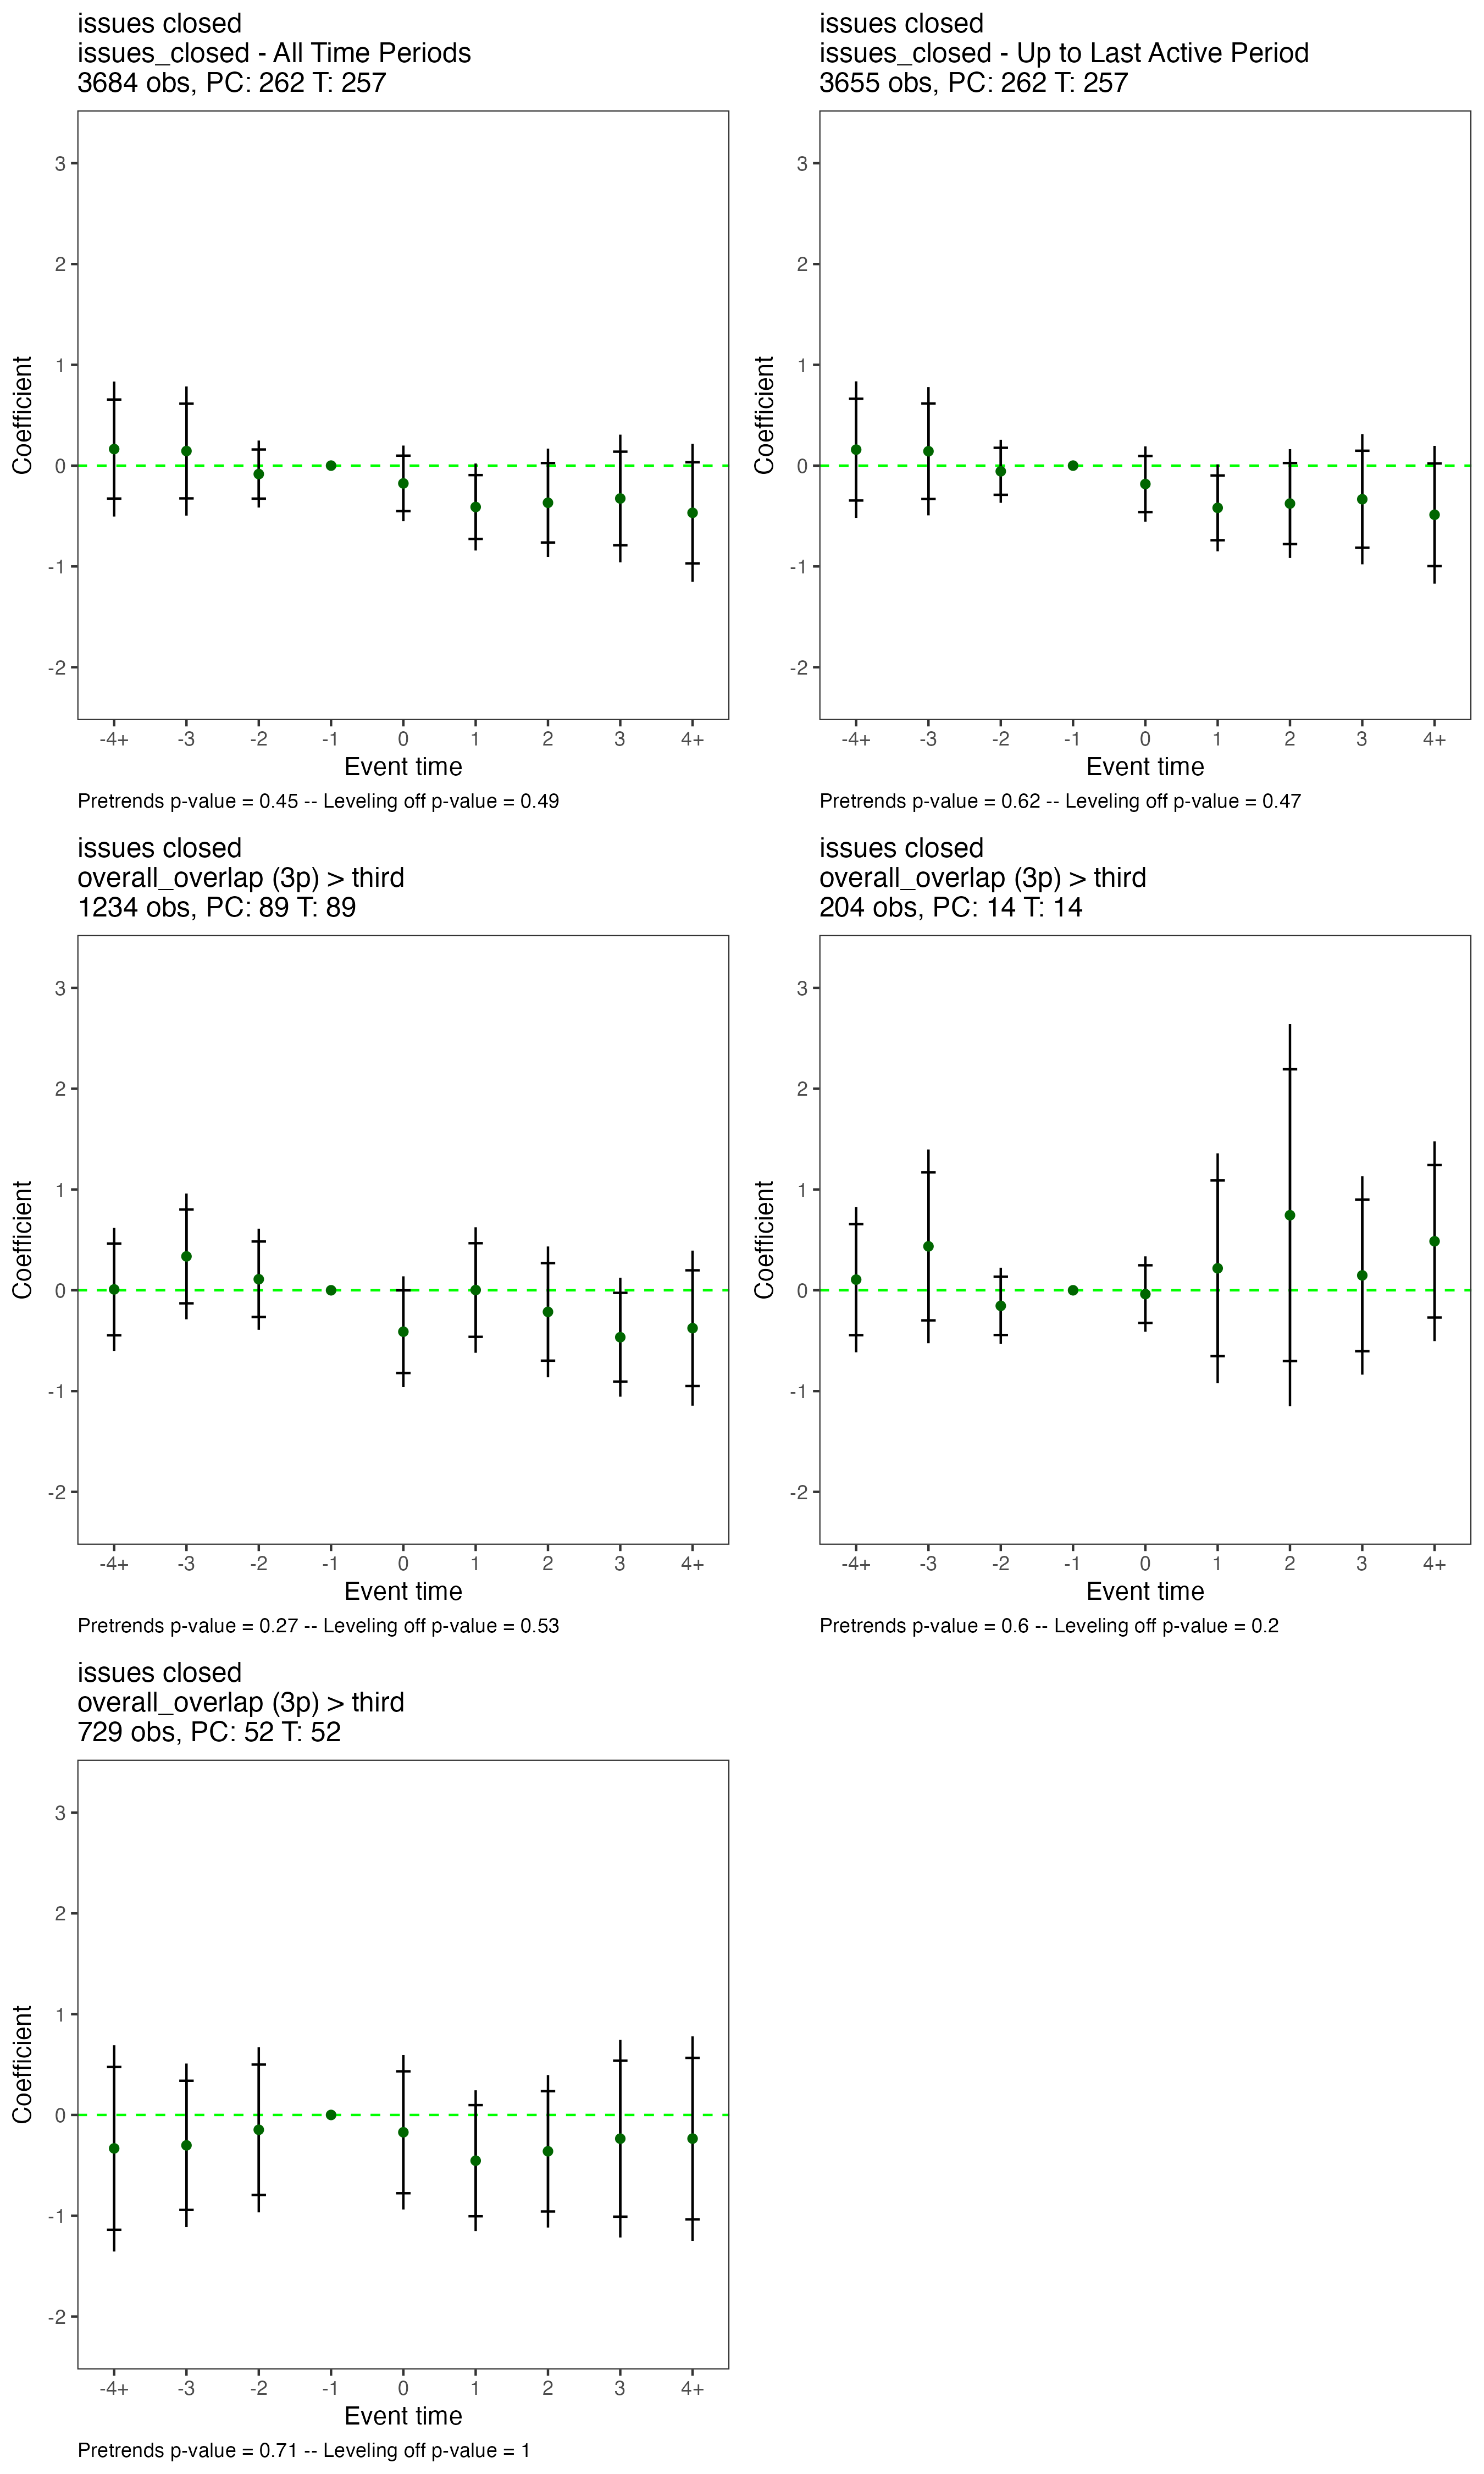 issues closed
issues_closed - All Time Periods
3684 obs, PC: 262 T: 257
Coefficient
3
2
1
0
-1
-2
-4+ -3 -2 -1 0 1 2 3 4+
Event time
Pretrends p-value = 0.45 -- Leveling off p-value = 0.49
issues closed
issues_closed - Up to Last Active Period
3655 obs, PC: 262 T: 257
Coefficient
3
2
1
0
-1
-2
-4+ -3 -2 -1 0 1 2 3 4+
Event time
Pretrends p-value = 0.62 -- Leveling off p-value = 0.47
issues closed
overall_overlap (3p) > third
1234 obs, PC: 89 T: 89
Coefficient
3
2
1
0
-1
-2
-4+ -3 -2 -1 0 1 2 3 4+
Event time
Pretrends p-value = 0.27 -- Leveling off p-value = 0.53
issues closed
overall_overlap (3p) > third
204 obs, PC: 14 T: 14
Coefficient
3
2
1
0
-1
-2
-4+ -3 -2 -1 0 1 2 3 4+
Event time
Pretrends p-value = 0.6 -- Leveling off p-value = 0.2
issues closed
overall_overlap (3p) > third
729 obs, PC: 52 T: 52
Coefficient
3
2
1
0
-1
-2
-4+ -3 -2 -1 0 1 2 3 4+
Event time
Pretrends p-value = 0.71 -- Leveling off p-value = 1